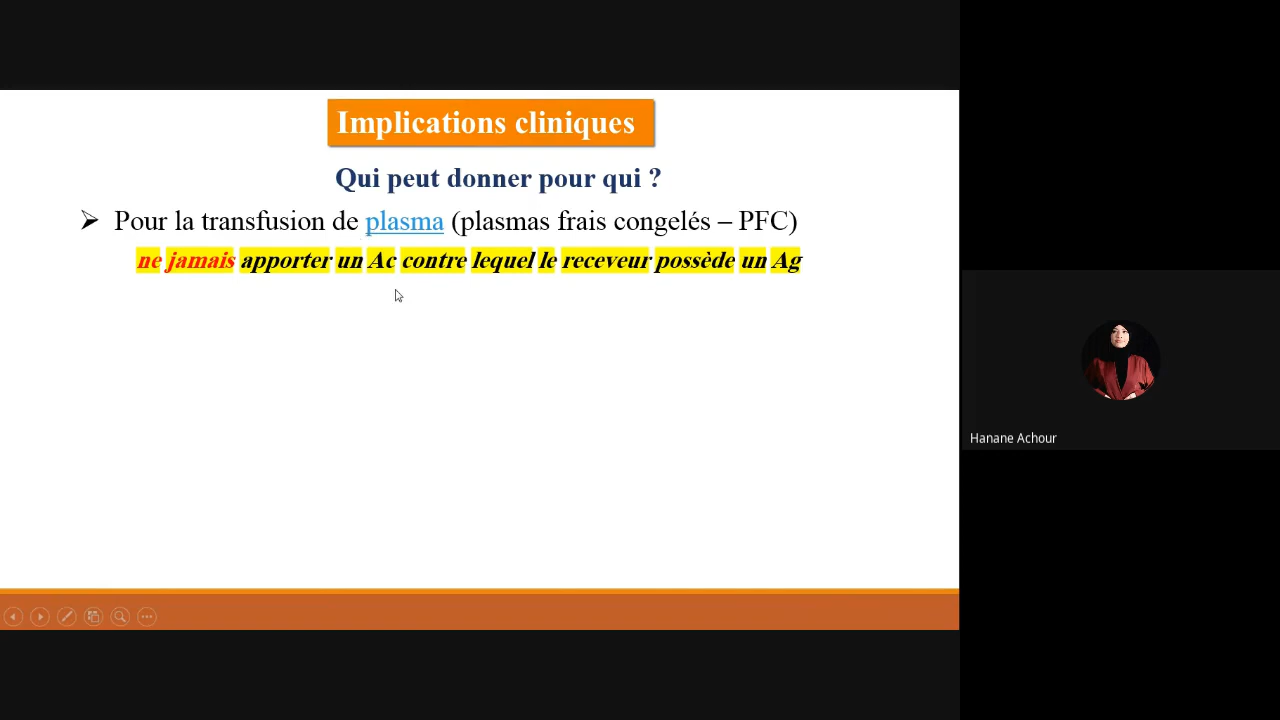 Implications cliniques
Qui peut donner pour qui ?
➢ Pour la transfusion de plasma (plasmas frais congelés – PFC)
ne jamais apporter un Ac contre lequel le receveur possède un Ag
Hanane Achour